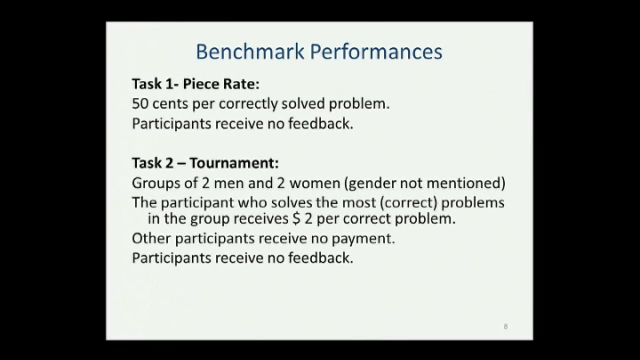 Benchmark Performances
Task 1- Piece Rate:
50 cents per correctly solved problem.
Participants receive no feedback.
Task 2 – Tournament:
Groups of 2 men and 2 women (gender not mentioned)
The participant who solves the most (correct) problems
in the group receives $ 2 per correct problem.
Other participants receive no payment.
Participants receive no feedback.
8